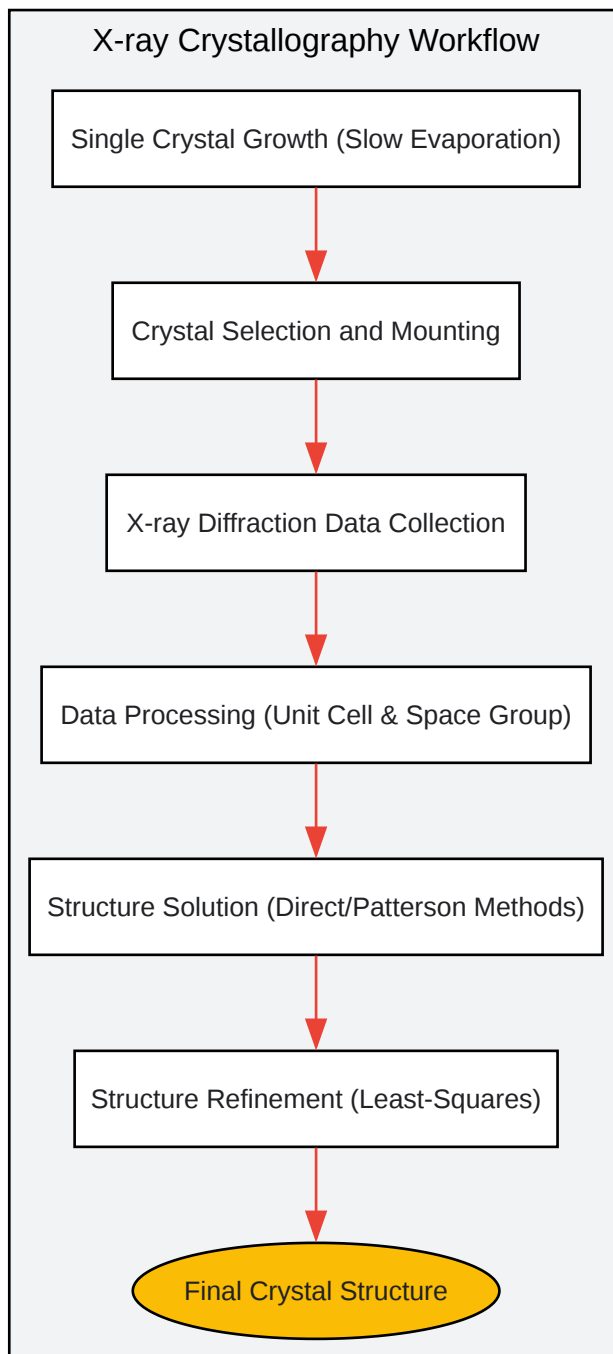 X-ray Crystallography Workflow
Single Crystal Growth (Slow Evaporation)
Crystal Selection and Mounting
X-ray Diffraction Data Collection
Data Processing (Unit Cell & Space Group)
Structure Solution (Direct/Patterson Methods)
Structure Refinement (Least-Squares)
Final Crystal Structure